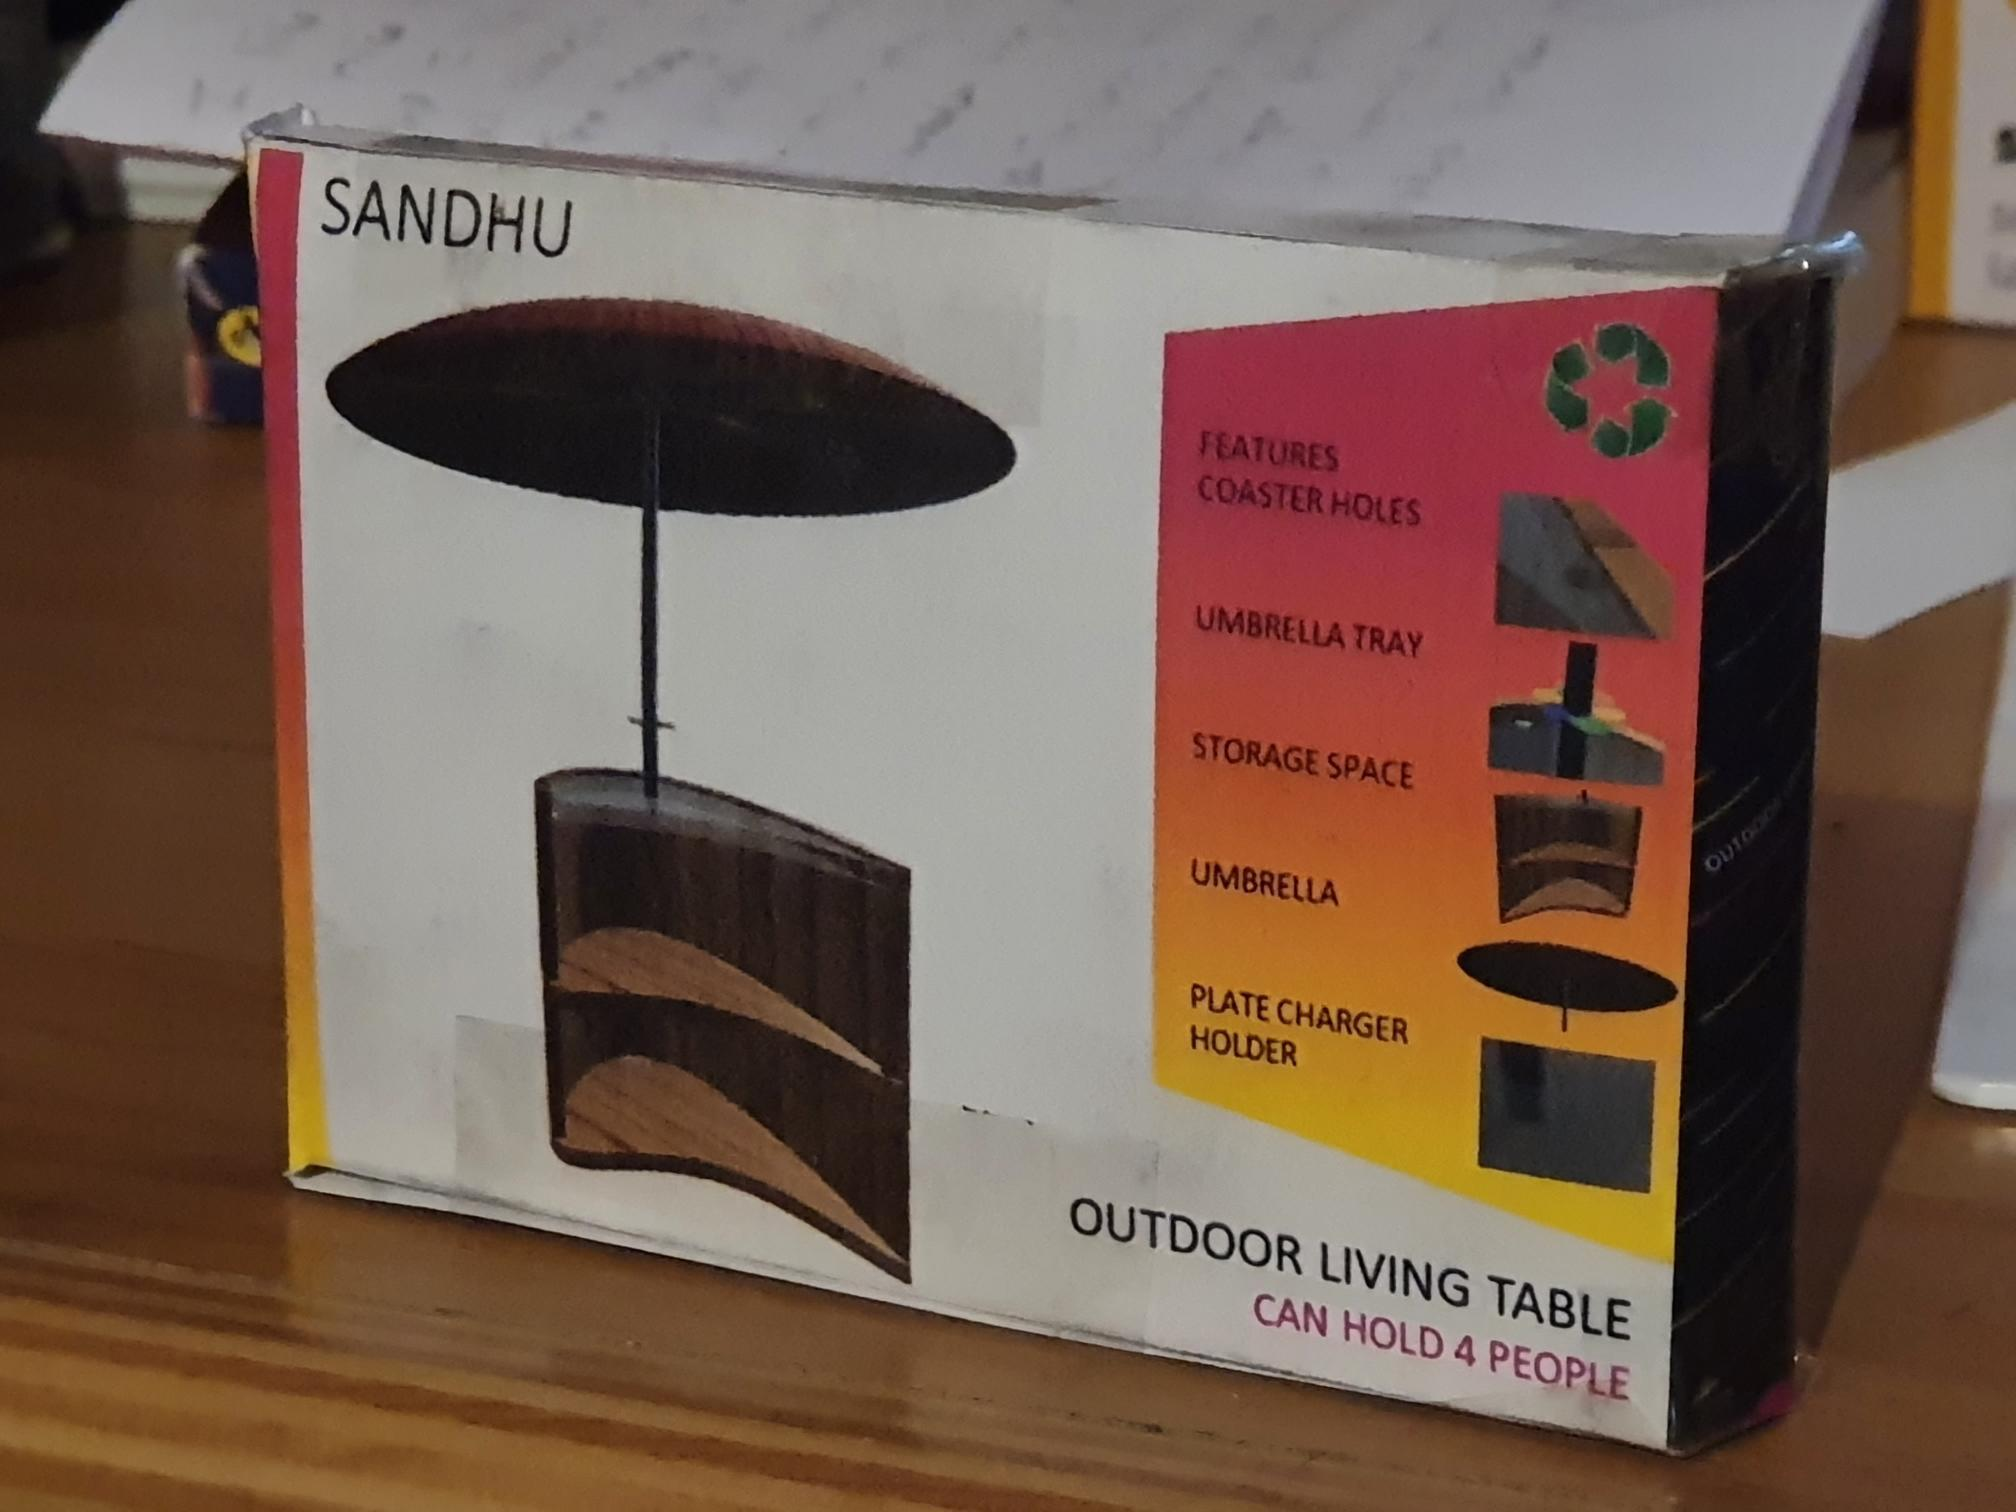 SANDHU
FEATURES
COASTER HOLES
UMBRELLA TRAY
STORAGE SPACE
UMBRELLA
PLATE CHARGER
HOLDER
OUTDOOR LIVING TABLE
CAN HOLD 4 PEOPLE
OUTDOOR